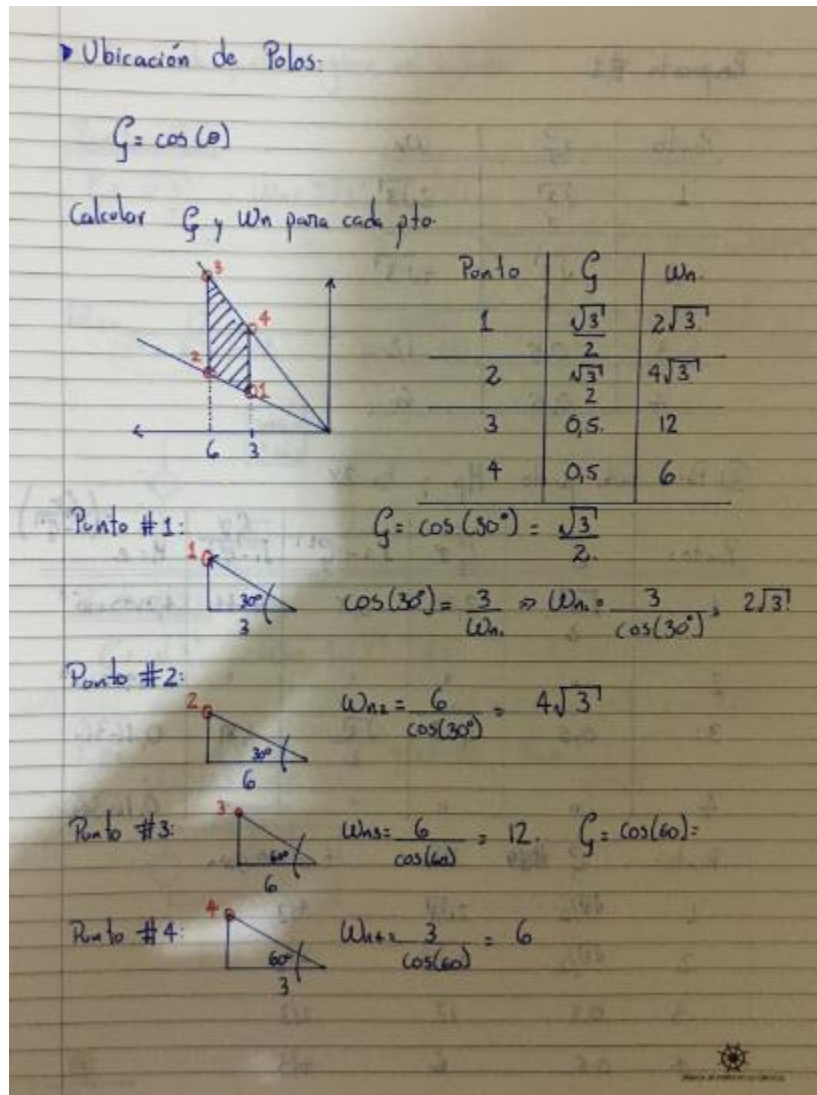 Ubicación de Polos:
ζ = cos (θ)
Calcular ζ y Wn para cada pto.
3
4
2
1
6 3
Ponto ζ Wn.
1 √3/2 2√3
2 √3/2 4√3
3 0,5. 12
4 0,5 6
Punto #1: ζ = cos (30°) = √3/2.
1
30°
3
cos(30°) = 3/Wn. ⇒ Wn. = 3/cos(30°), 2√3
Ponto #2:
2
30°
6
Wn2 = 6/cos(30°) = 4√3
Punto #3:
3
60°
6
Wn3 = 6/cos(60) = 12. ζ = cos(60) =
Punto #4:
4
60°
3
Wn4 = 3/cos(60) = 6